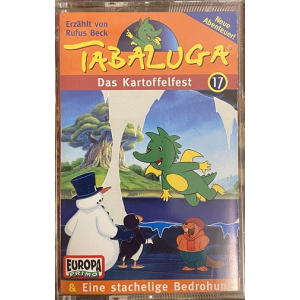 Erzählt von
Rufus Beck
Neue
Abenteuer!
TABALUGA
Das Kartoffelfest
17
EUROPA
PRIMO
& Eine stachelige Bedrohung